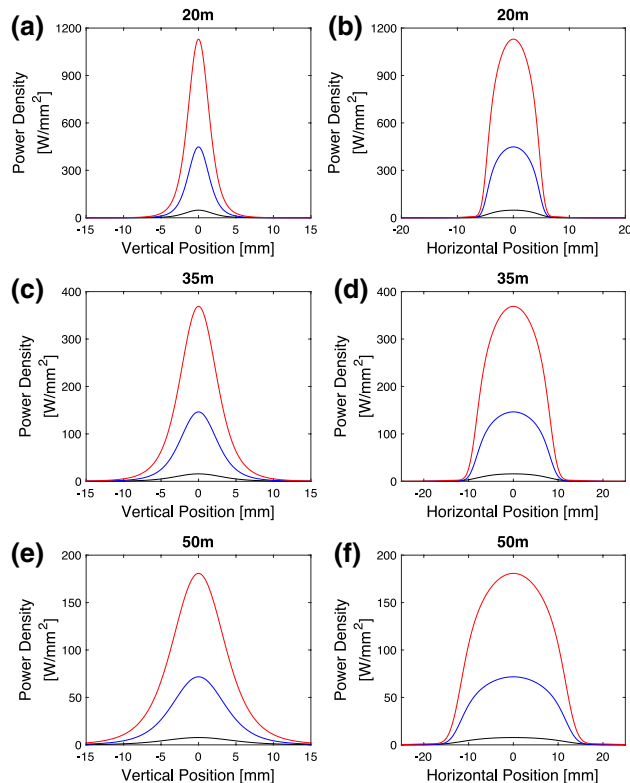 (a) 20m
Power Density
[W/mm²]
1200
900
600
300
0
-15 -10 -5 0 5 10 15
Vertical Position [mm]
(b) 20m
Power Density
[W/mm²]
1200
900
600
300
0
-20 -10 0 10 20
Horizontal Position [mm]
(c) 35m
Power Density
[W/mm²]
400
300
200
100
0
-15 -10 -5 0 5 10 15
Vertical Position [mm]
(d) 35m
Power Density
[W/mm²]
400
300
200
100
0
-20 -10 0 10 20
Horizontal Position [mm]
(e) 50m
Power Density
[W/mm²]
200
150
100
50
0
-15 -10 -5 0 5 10 15
Vertical Position [mm]
(f) 50m
Power Density
[W/mm²]
200
150
100
50
0
-20 -10 0 10 20
Horizontal Position [mm]